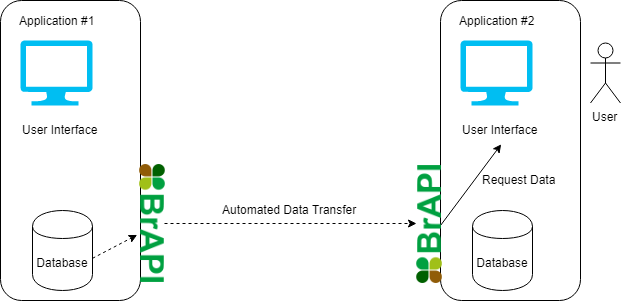 Application #1
Application #2
User Interface
User Interface
User
Request Data
BrAPI
BrAPI
Automated Data Transfer
Database
Database